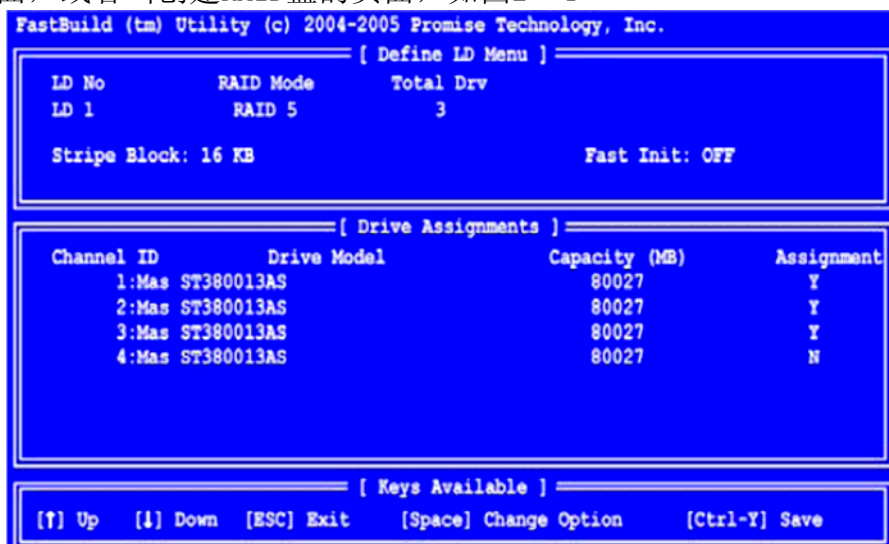 FastBuild (tm) Utility (c) 2004-2005 Promise Technology, Inc.
[ Define LD Menu ]
LD No RAID Mode Total Drv
LD 1 RAID 5 3
Stripe Block: 16 KB Fast Init: OFF
[ Drive Assignments ]
Channel ID Drive Model Capacity (MB) Assignment
1:Mas ST380013AS 80027 Y
2:Mas ST380013AS 80027 Y
3:Mas ST380013AS 80027 Y
4:Mas ST380013AS 80027 N
[ Keys Available ]
[↑] Up [↓] Down [ESC] Exit [Space] Change Option [Ctrl-Y] Save